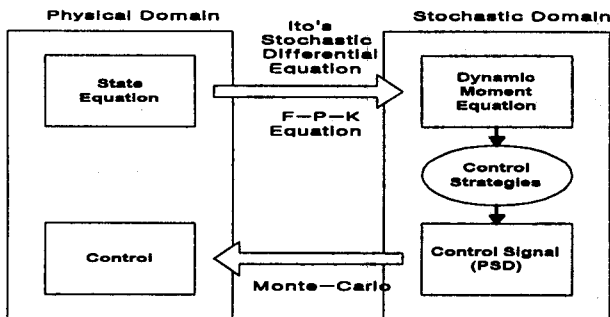 Physical Domain
Ito's
Stochastic
Differential
Equation
Stochastic Domain
State
Equation
Dynamic
Moment
Equation
F-P-K
Equation
Control
Strategies
Control
Control Signal
(PSD)
Monte-Carlo